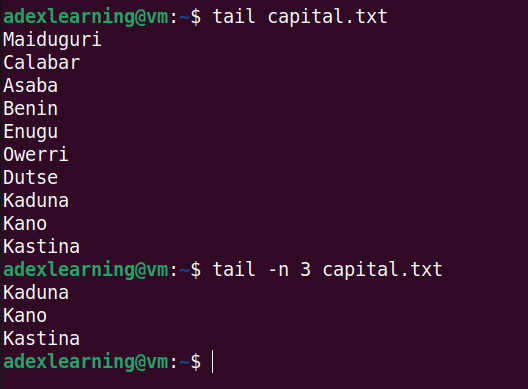 adexlearning@vm:~$ tail capital.txt
Maiduguri
Calabar
Asaba
Benin
Enugu
Owerri
Dutse
Kaduna
Kano
Kastina
adexlearning@vm:~$ tail -n 3 capital.txt
Kaduna
Kano
Kastina
adexlearning@vm:~$